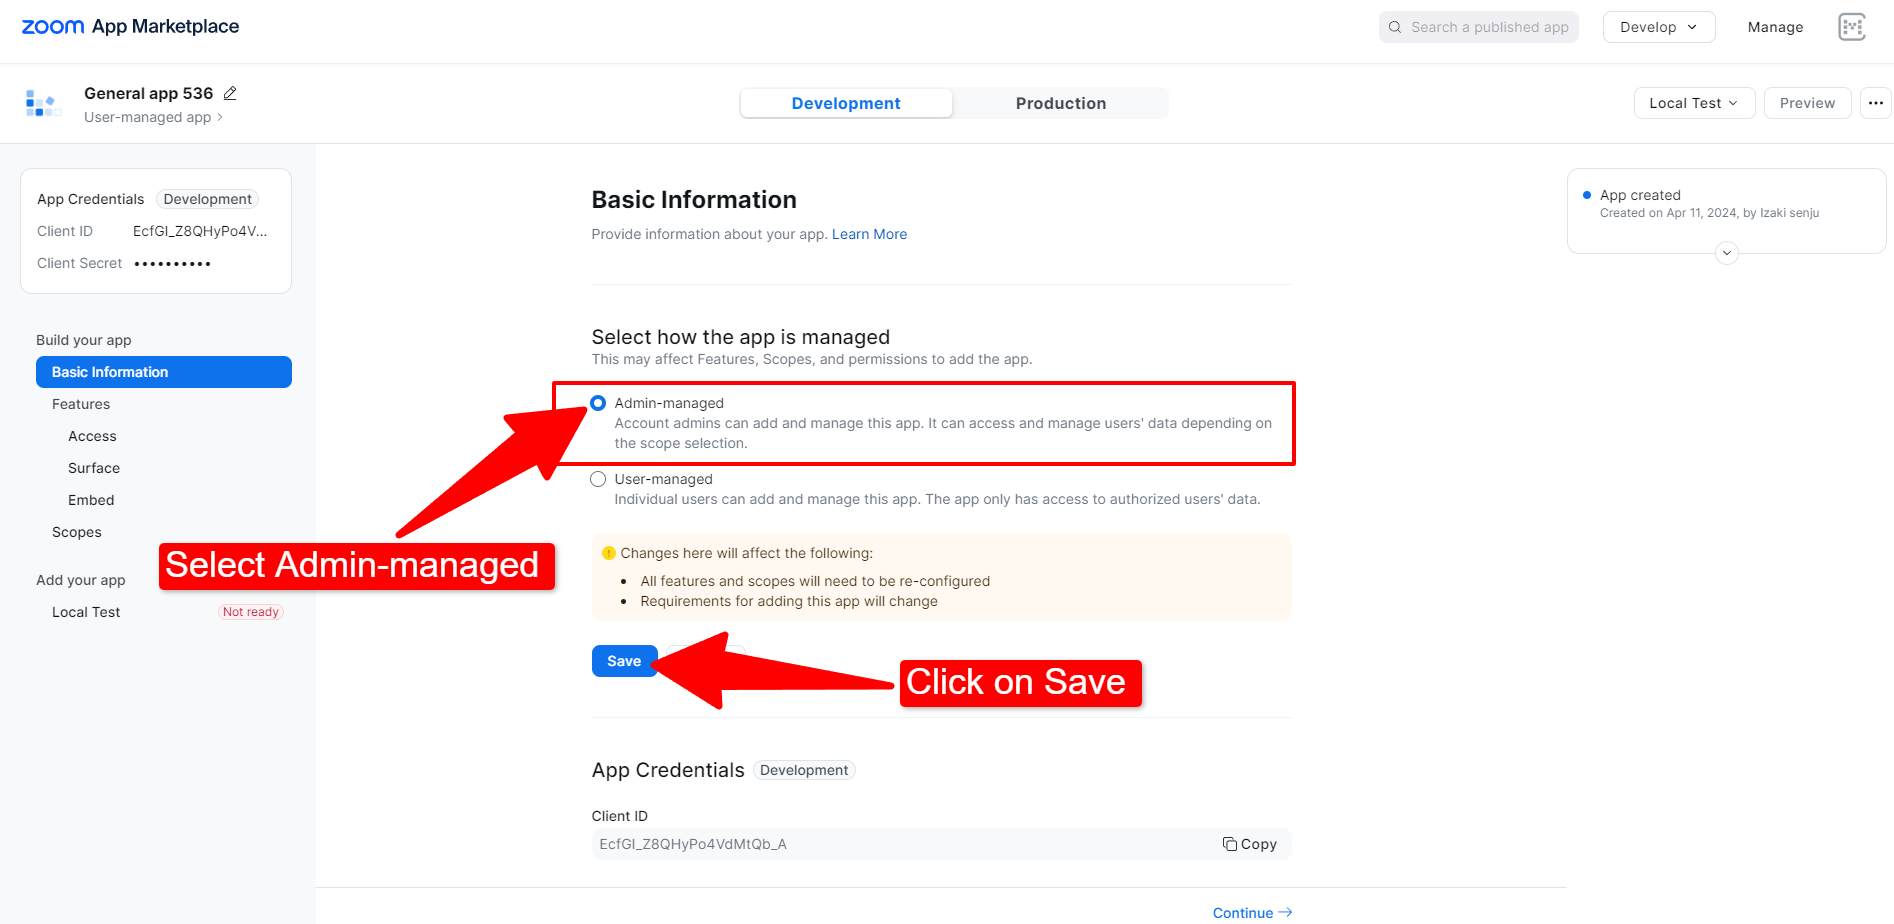 zoom App Marketplace
Search a published app
Develop
Manage
General app 536
User-managed app
Development
Production
Local Test
Preview
App Credentials Development
Client ID EcfGI_Z8QHyPo4V...
Client Secret ••••••••••
Build your app
Basic Information
Features
Access
Surface
Embed
Scopes
Add your app
Local Test Not ready
Basic Information
Provide information about your app. Learn More
Select how the app is managed
This may affect Features, Scopes, and permissions to add the app.
Admin-managed
Account admins can add and manage this app. It can access and manage users' data depending on
the scope selection.
User-managed
Individual users can add and manage this app. The app only has access to authorized users' data.
Select Admin-managed
Changes here will affect the following:
• All features and scopes will need to be re-configured
• Requirements for adding this app will change
Save
Click on Save
App Credentials Development
Client ID
EcfGI_Z8QHyPo4VdMtQb_A
Copy
Continue
App created
Created on Apr 11, 2024, by Izaki senju